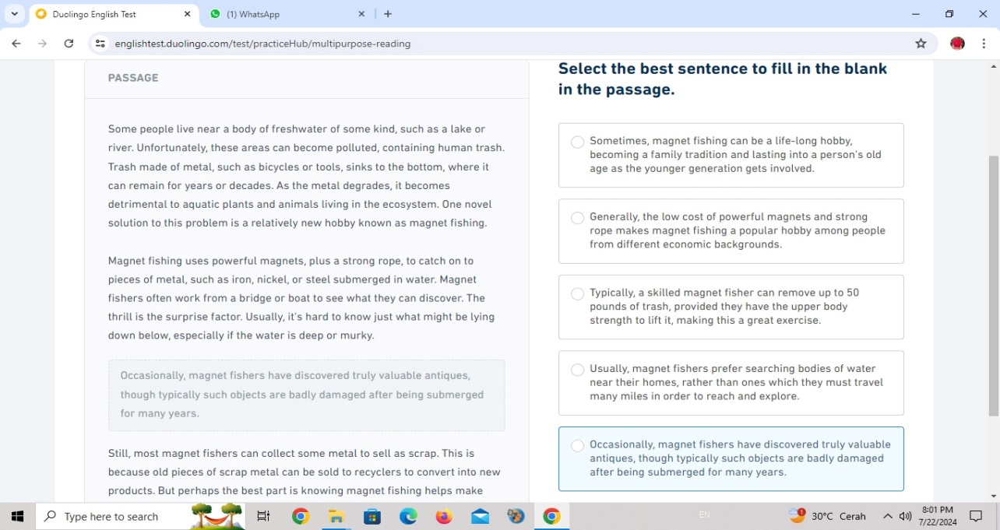 Duolingo English Test
(1) WhatsApp
englishtest.duolingo.com/test/practiceHub/multipurpose-reading
PASSAGE
Some people live near a body of freshwater of some kind, such as a lake or
river. Unfortunately, these areas can become polluted, containing human trash.
Trash made of metal, such as bicycles or tools, sinks to the bottom, where it
can remain for years or decades. As the metal degrades, it becomes
detrimental to aquatic plants and animals living in the ecosystem. One novel
solution to this problem is a relatively new hobby known as magnet fishing.
Magnet fishing uses powerful magnets, plus a strong rope, to catch on to
pieces of metal, such as iron, nickel, or steel submerged in water. Magnet
fishers often work from a bridge or boat to see what they can discover. The
thrill is the surprise factor. Usually, it's hard to know just what might be lying
down below, especially if the water is deep or murky.
Occasionally, magnet fishers have discovered truly valuable antiques,
though typically such objects are badly damaged after being submerged
for many years.
Still, most magnet fishers can collect some metal to sell as scrap. This is
because old pieces of scrap metal can be sold to recyclers to convert into new
products. But perhaps the best part is knowing magnet fishing helps make
Select the best sentence to fill in the blank
in the passage.
Sometimes, magnet fishing can be a life-long hobby,
becoming a family tradition and lasting into a person's old
age as the younger generation gets involved.
Generally, the low cost of powerful magnets and strong
rope makes magnet fishing a popular hobby among people
from different economic backgrounds.
Typically, a skilled magnet fisher can remove up to 50
pounds of trash, provided they have the upper body
strength to lift it, making this a great exercise.
Usually, magnet fishers prefer searching bodies of water
near their homes, rather than ones which they must travel
many miles in order to reach and explore.
Occasionally, magnet fishers have discovered truly valuable
antiques, though typically such objects are badly damaged
after being submerged for many years.
Type here to search
EN
1
30°C Cerah
8:01 PM
7/22/2024